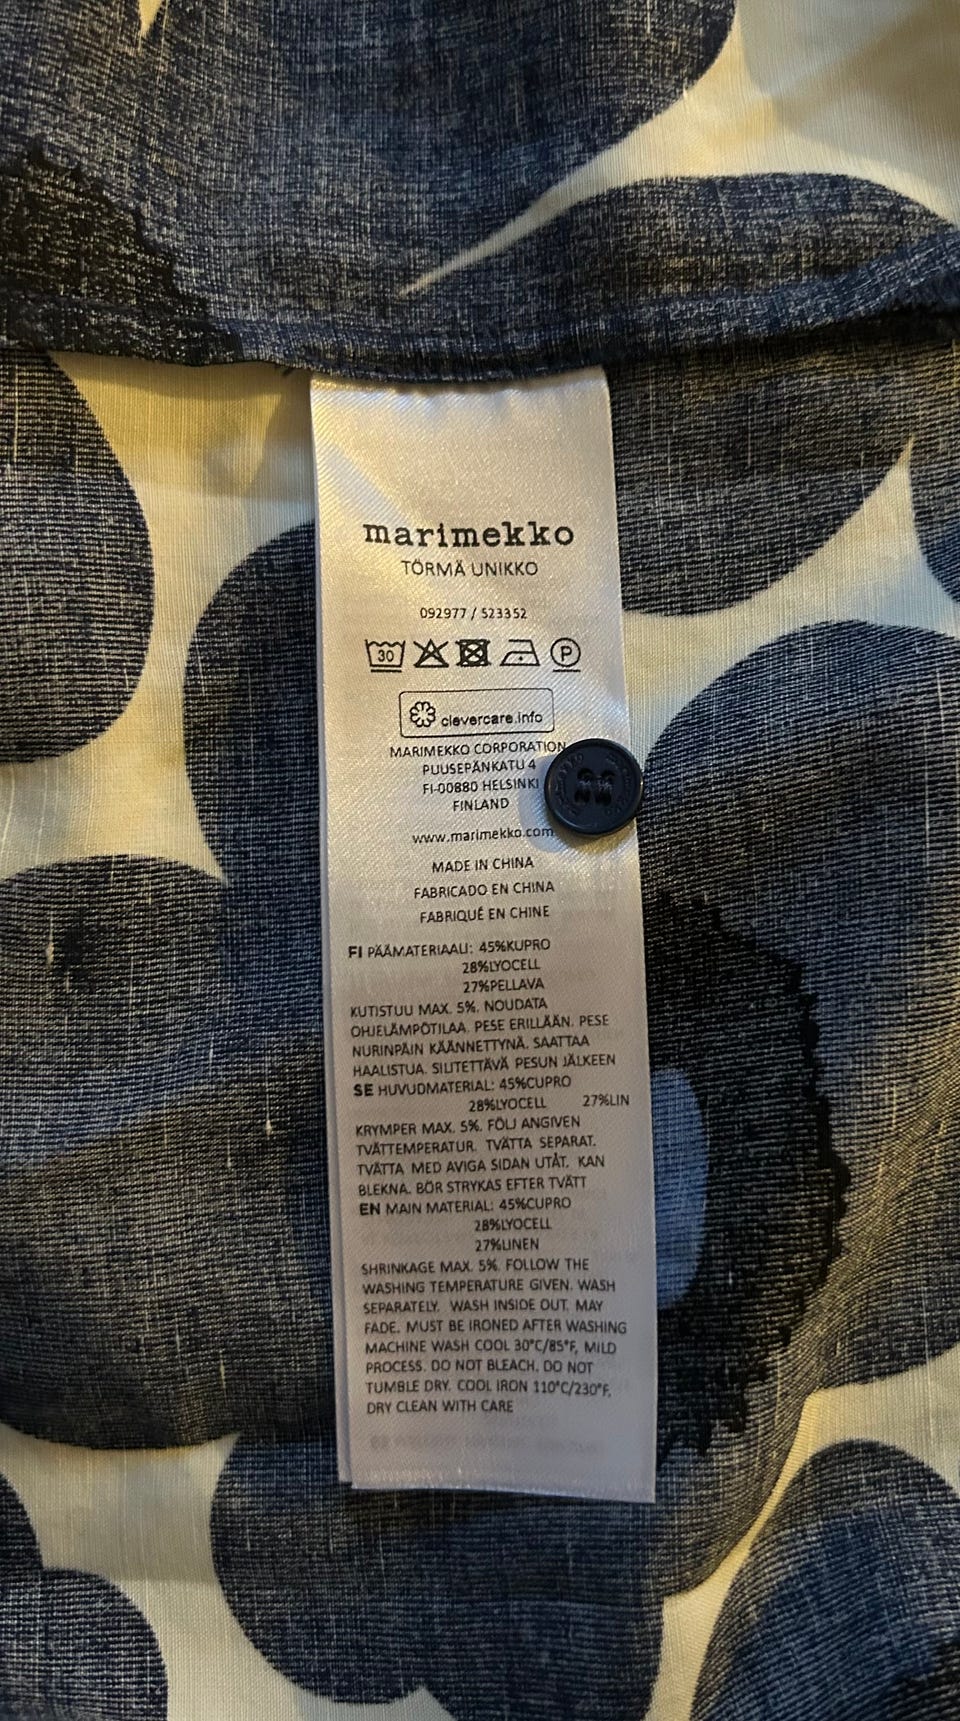 marimekko
TÖRMÄ UNIKKO
092977 / 523352
30 P
clevercare.info
MARIMEKKO CORPORATION
PUUSEPÄNKATU 4
FI-00880 HELSINKI
FINLAND
www.marimekko.com
MADE IN CHINA
FABRICADO EN CHINA
FABRIQUÉ EN CHINE
FI PÄÄMATERIAALI: 45%KUPRO
28%LYOCELL
27%PELLAVA
KUTISTUU MAX. 5%. NOUDATA
OHJELÄMPÖTILAA. PESE ERILLÄÄN. PESE
NURINPÄIN KÄÄNNETTYNÄ. SAATTAA
HAALISTUA. SILITETTÄVÄ PESUN JÄLKEEN
SE HUVUDMATERIAL: 45%CUPRO
28%LYOCELL 27%LIN
KRYMPER MAX. 5%. FÖLJ ANGIVEN
TVÄTTEMPERATUR. TVÄTTA SEPARAT.
TVÄTTA MED AVIGA SIDAN UTÅT. KAN
BLEKNA. BÖR STRYKAS EFTER TVÄTT
EN MAIN MATERIAL: 45%CUPRO
28%LYOCELL
27%LINEN
SHRINKAGE MAX. 5%. FOLLOW THE
WASHING TEMPERATURE GIVEN. WASH
SEPARATELY. WASH INSIDE OUT. MAY
FADE. MUST BE IRONED AFTER WASHING
MACHINE WASH COOL 30°C/85°F, MILD
PROCESS. DO NOT BLEACH. DO NOT
TUMBLE DRY. COOL IRON 110°C/230°F,
DRY CLEAN WITH CARE